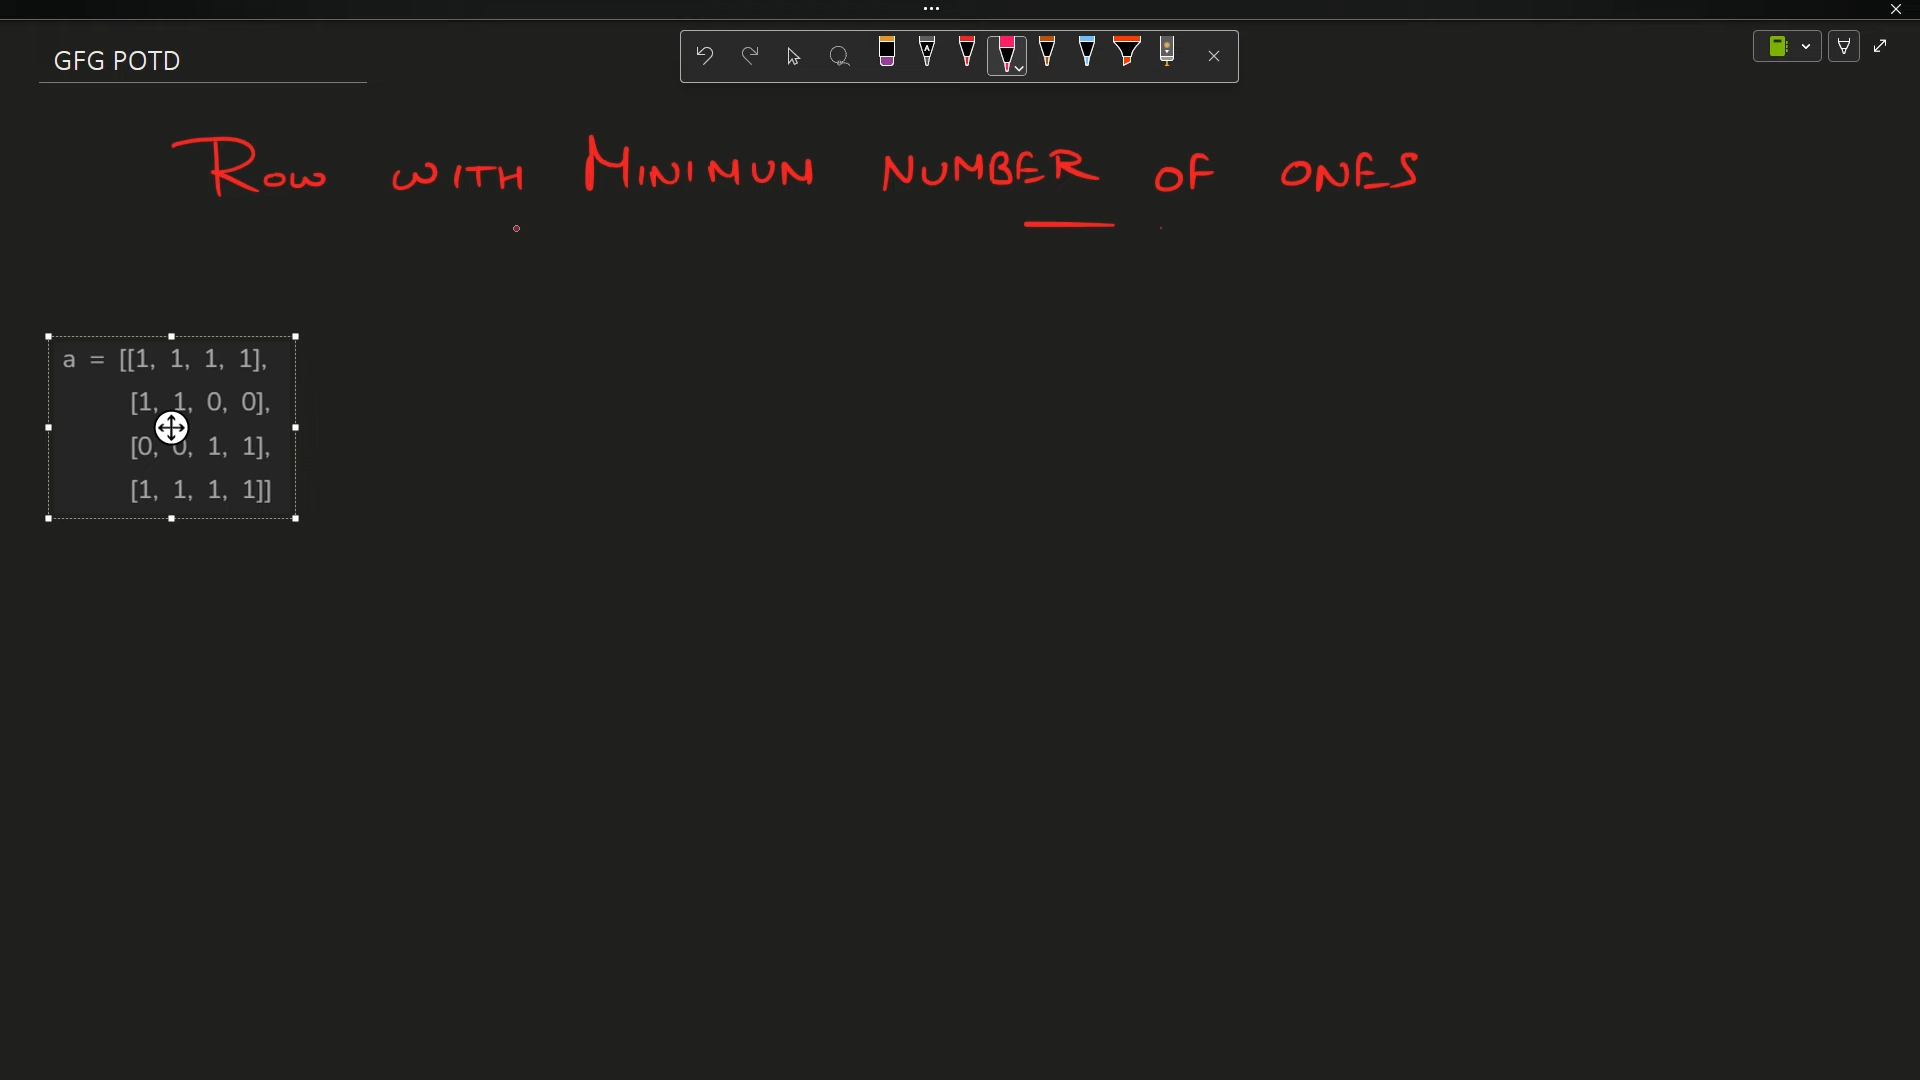 GFG POTD
ROW WITH MINIMUM NUMBER OF ONES
a = [[1, 1, 1, 1],
[1, 1, 0, 0],
[0, 0, 1, 1],
[1, 1, 1, 1]]